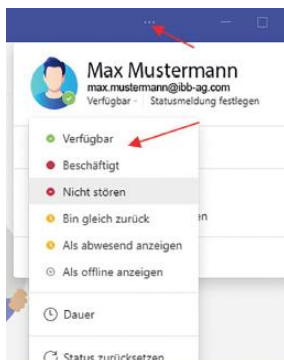 Max Mustermann
max.mustermann@ibb-ag.com
Verfügbar - Statusmeldung festlegen
Verfügbar
Beschäftigt
Nicht stören
Bin gleich zurück
Als abwesend anzeigen
Als offline anzeigen
Dauer
Status zurücksetzen